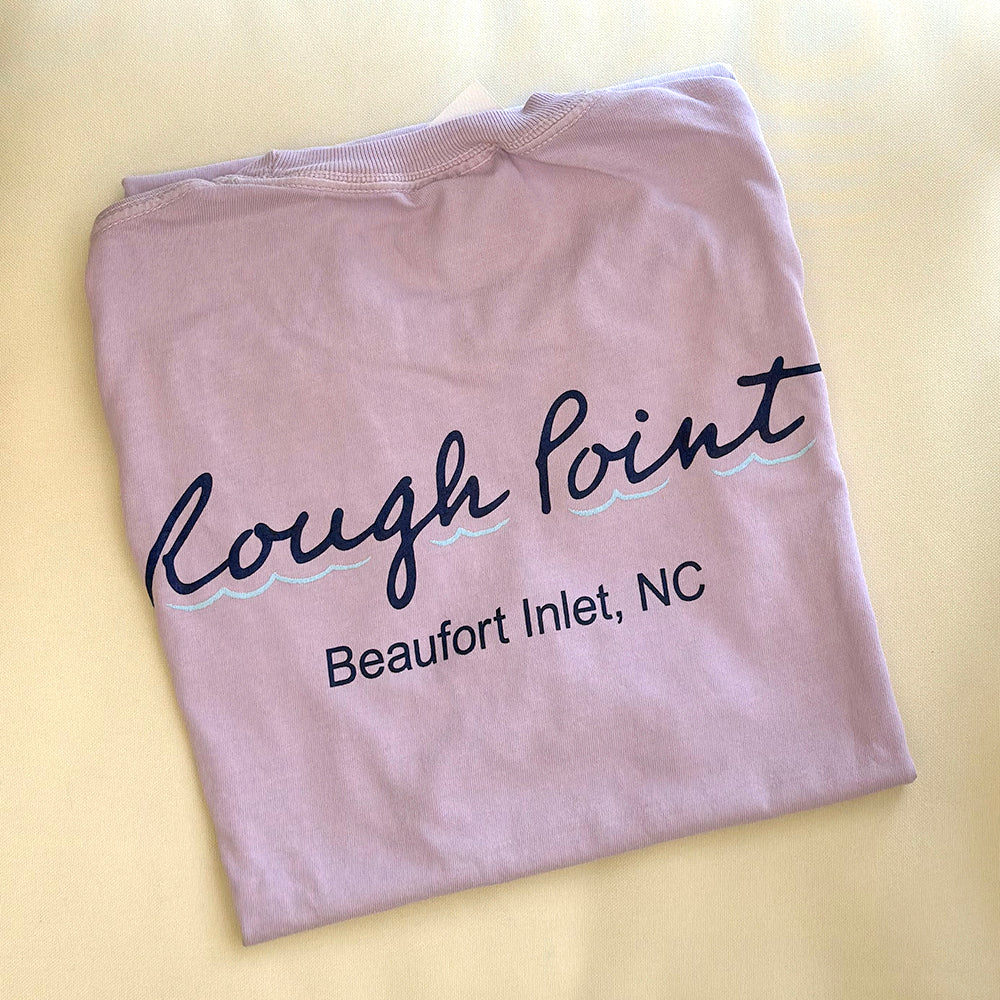 Rough Point
Beaufort Inlet, NC